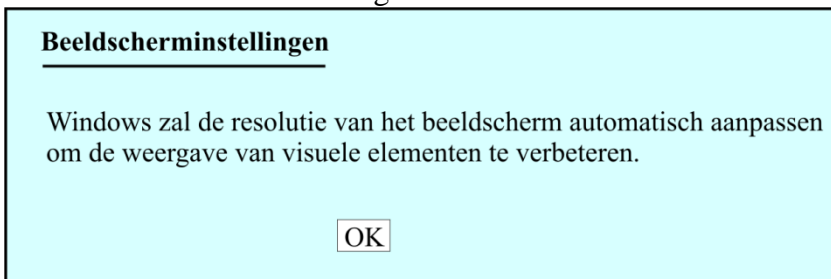 Beeldscherminstellingen
Windows zal de resolutie van het beeldscherm automatisch aanpassen
om de weergave van visuele elementen te verbeteren.
OK